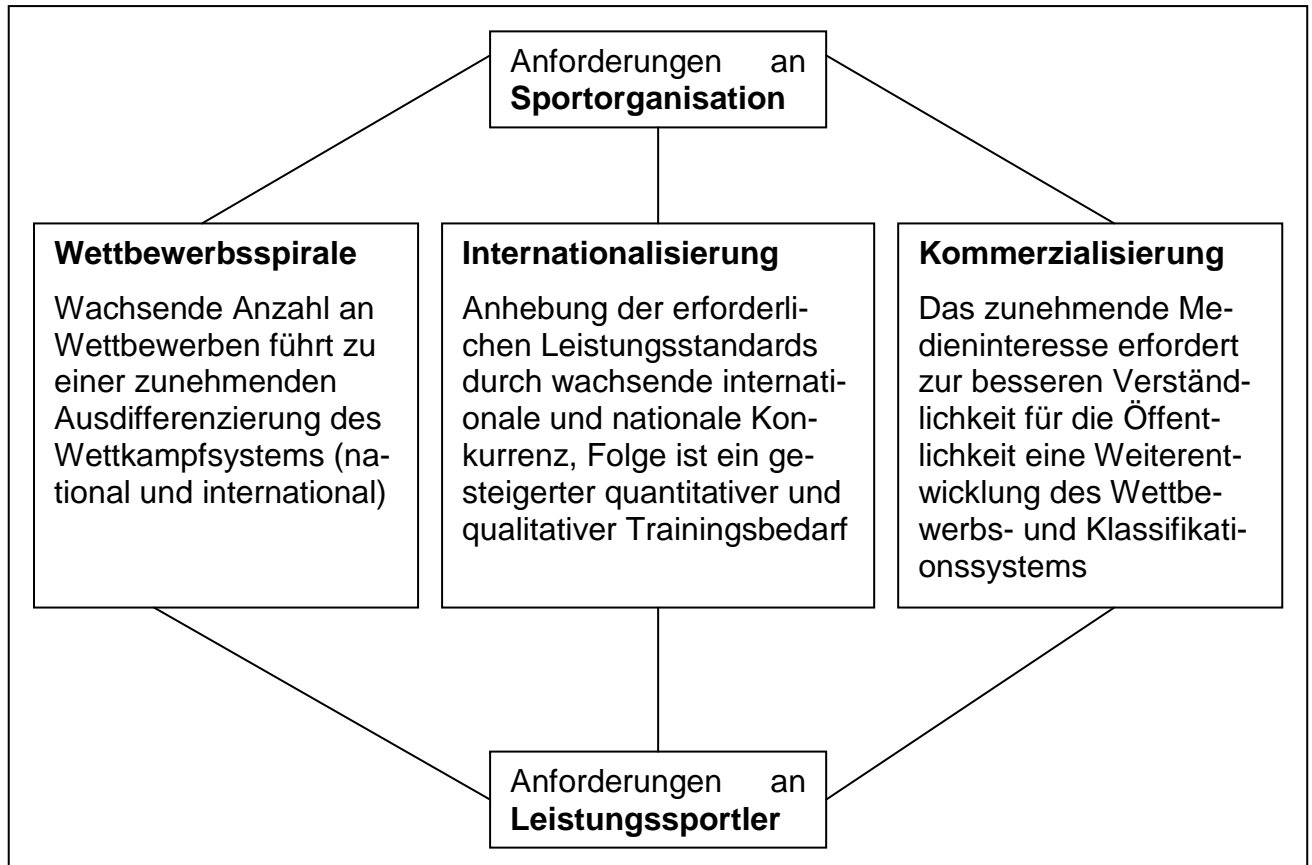 Anforderungen an
Sportorganisation
Wettbewerbsspirale
Wachsende Anzahl an
Wettbewerben führt zu
einer zunehmenden
Ausdifferenzierung des
Wettkampfsystems (na-
tional und international)
Internationalisierung
Anhebung der erforderli-
chen Leistungsstandards
durch wachsende internati-
onale und nationale Kon-
kurrenz, Folge ist ein ge-
steigerter quantitativer und
qualitativer Trainingsbedarf
Kommerzialisierung
Das zunehmende Me-
dieninteresse erfordert
zur besseren Verständ-
lichkeit für die Öffent-
lichkeit eine Weiterent-
wicklung des Wettbe-
werbs- und Klassifikati-
onssystems
Anforderungen an
Leistungssportler